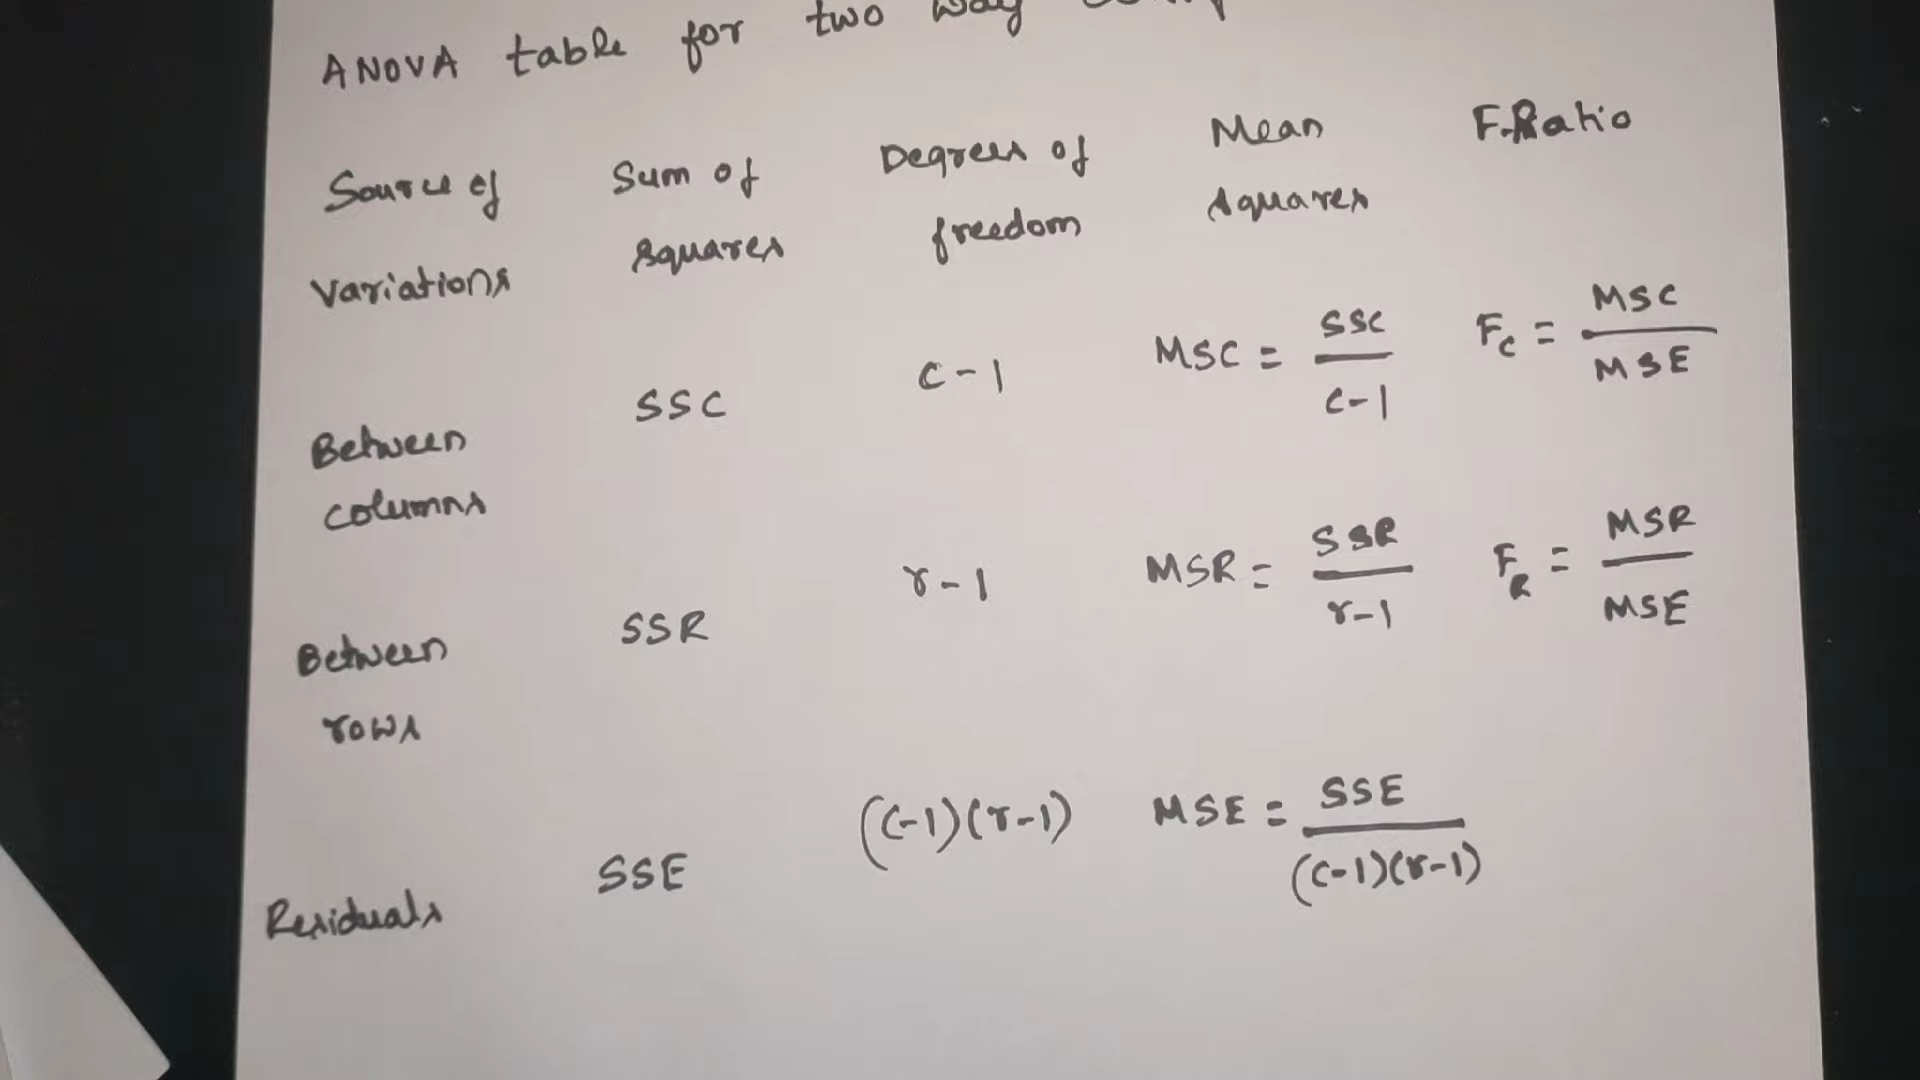 ANOVA table for two way
Source of Sum of Degrees of Mean F.Ratio
Variations squares freedom squares
Between SSC c-1 MSC = SSC / c-1 Fc = MSC / MSE
columns
Between SSR r-1 MSR = SSR / r-1 FR = MSR / MSE
rows
Residuals SSE (c-1)(r-1) MSE = SSE / (c-1)(r-1)